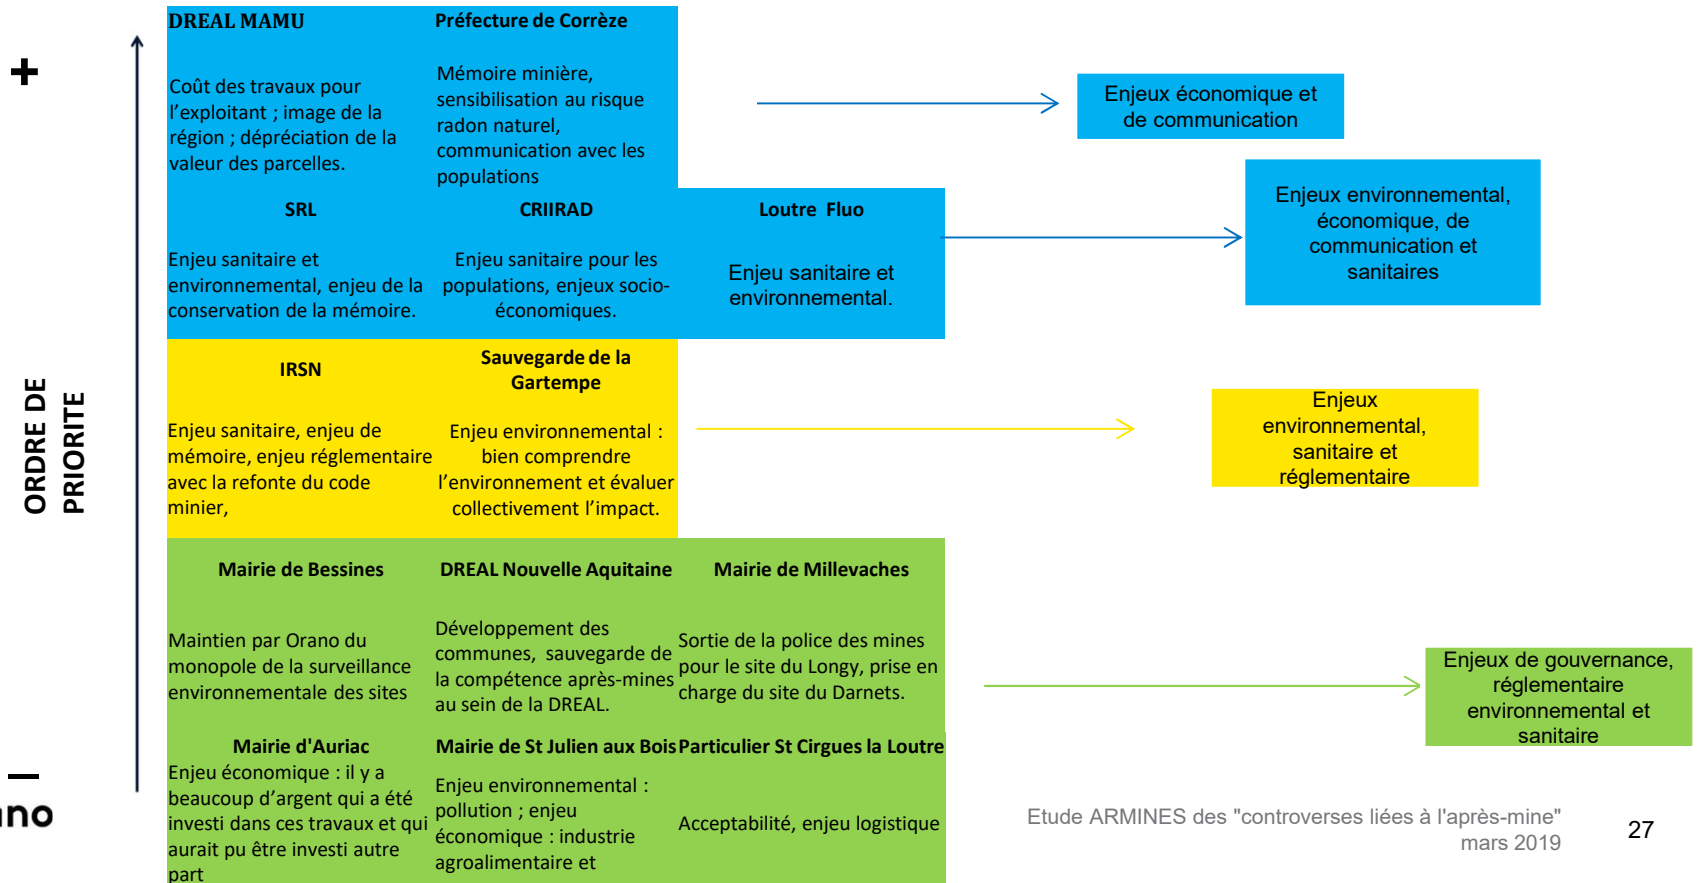 +
ORDRE DE
PRIORITE
–
DREAL MAMU
Coût des travaux pour
l'exploitant ; image de la
région ; dépréciation de la
valeur des parcelles.
Préfecture de Corrèze
Mémoire minière,
sensibilisation au risque
radon naturel,
communication avec les
populations
Enjeux économique et
de communication
SRL
Enjeu sanitaire et
environnemental, enjeu de la
conservation de la mémoire.
CRIIRAD
Enjeu sanitaire pour les
populations, enjeux socio-
économiques.
Loutre Fluo
Enjeu sanitaire et
environnemental.
Enjeux environnemental,
économique, de
communication et
sanitaires
IRSN
Enjeu sanitaire, enjeu de
mémoire, enjeu réglementaire
avec la refonte du code
minier,
Sauvegarde de la
Gartempe
Enjeu environnemental :
bien comprendre
l'environnement et évaluer
collectivement l'impact.
Enjeux
environnemental,
sanitaire et
réglementaire
Mairie de Bessines
Maintien par Orano du
monopole de la surveillance
environnementale des sites
DREAL Nouvelle Aquitaine
Développement des
communes, sauvegarde de
la compétence après-mines
au sein de la DREAL.
Mairie de Millevaches
Sortie de la police des mines
pour le site du Longy, prise en
charge du site du Darnets.
Enjeux de gouvernance,
réglementaire
environnemental et
sanitaire
Mairie d'Auriac
Enjeu économique : il y a
beaucoup d'argent qui a été
investi dans ces travaux et qui
aurait pu être investi autre
part
Mairie de St Julien aux Bois
Enjeu environnemental :
pollution ; enjeu
économique : industrie
agroalimentaire et
Particulier St Cirgues la Loutre
Acceptabilité, enjeu logistique
Etude ARMINES des "controverses liées à l'après-mine"
mars 2019
27